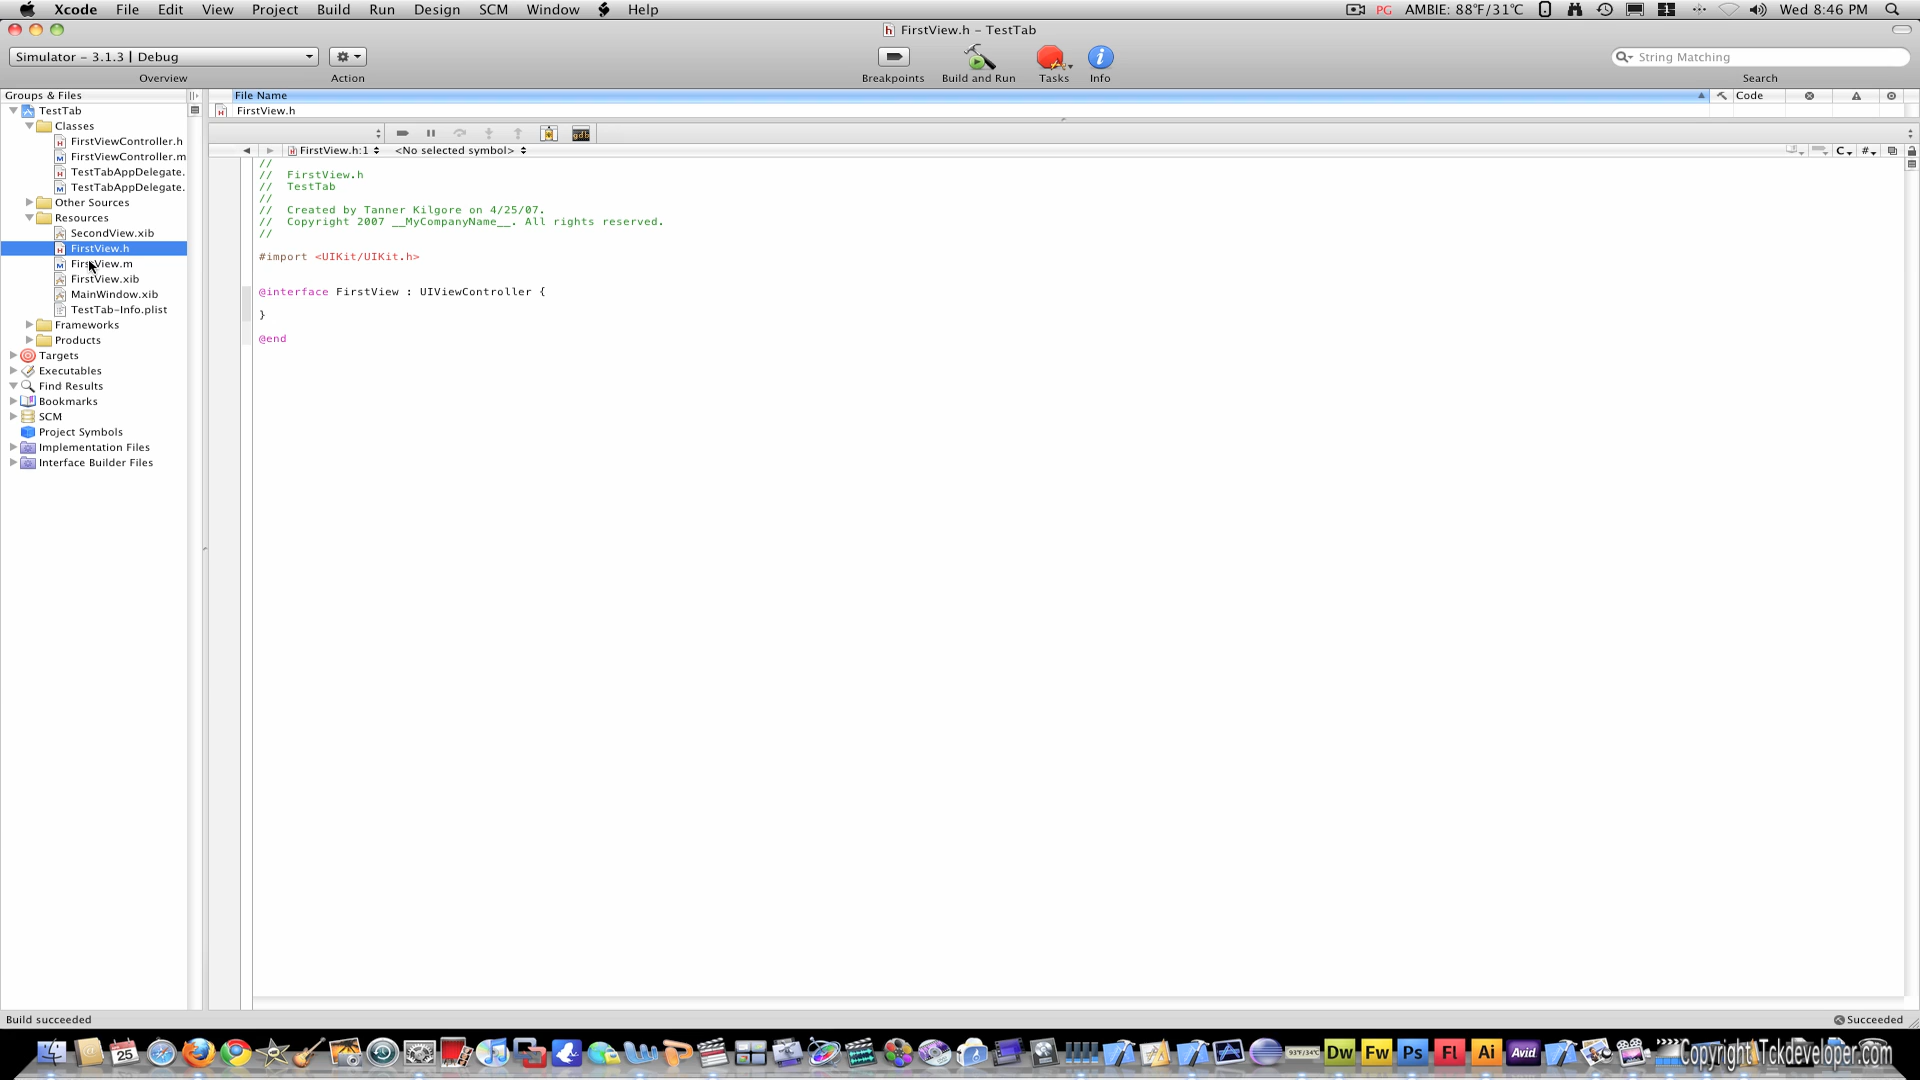 Xcode File Edit View Project Build Run Design SCM Window Help PG AMBIE: 88°F/31°C Wed 8:46 PM
FirstView.h – TestTab
Simulator – 3.1.3 | Debug
String Matching
Overview Action Breakpoints Build and Run Tasks Info Search
Groups & Files File Name Code
TestTab FirstView.h
Classes
FirstViewController.h
FirstViewController.m
TestTabAppDelegate.
TestTabAppDelegate.
Other Sources
Resources
SecondView.xib
FirstView.h
FirstView.m
FirstView.xib
MainWindow.xib
TestTab-Info.plist
Frameworks
Products
Targets
Executables
Find Results
Bookmarks
SCM
Project Symbols
Implementation Files
Interface Builder Files
gdb
FirstView.h:1 <No selected symbol> C #
//
// FirstView.h
// TestTab
//
// Created by Tanner Kilgore on 4/25/07.
// Copyright 2007 __MyCompanyName__. All rights reserved.
//
#import <UIKit/UIKit.h>
@interface FirstView : UIViewController {
}
@end
Build succeeded Succeeded
25 93°F/34°C Dw Fw Ps Fl Ai Avid
Copyright Tckdeveloper.com